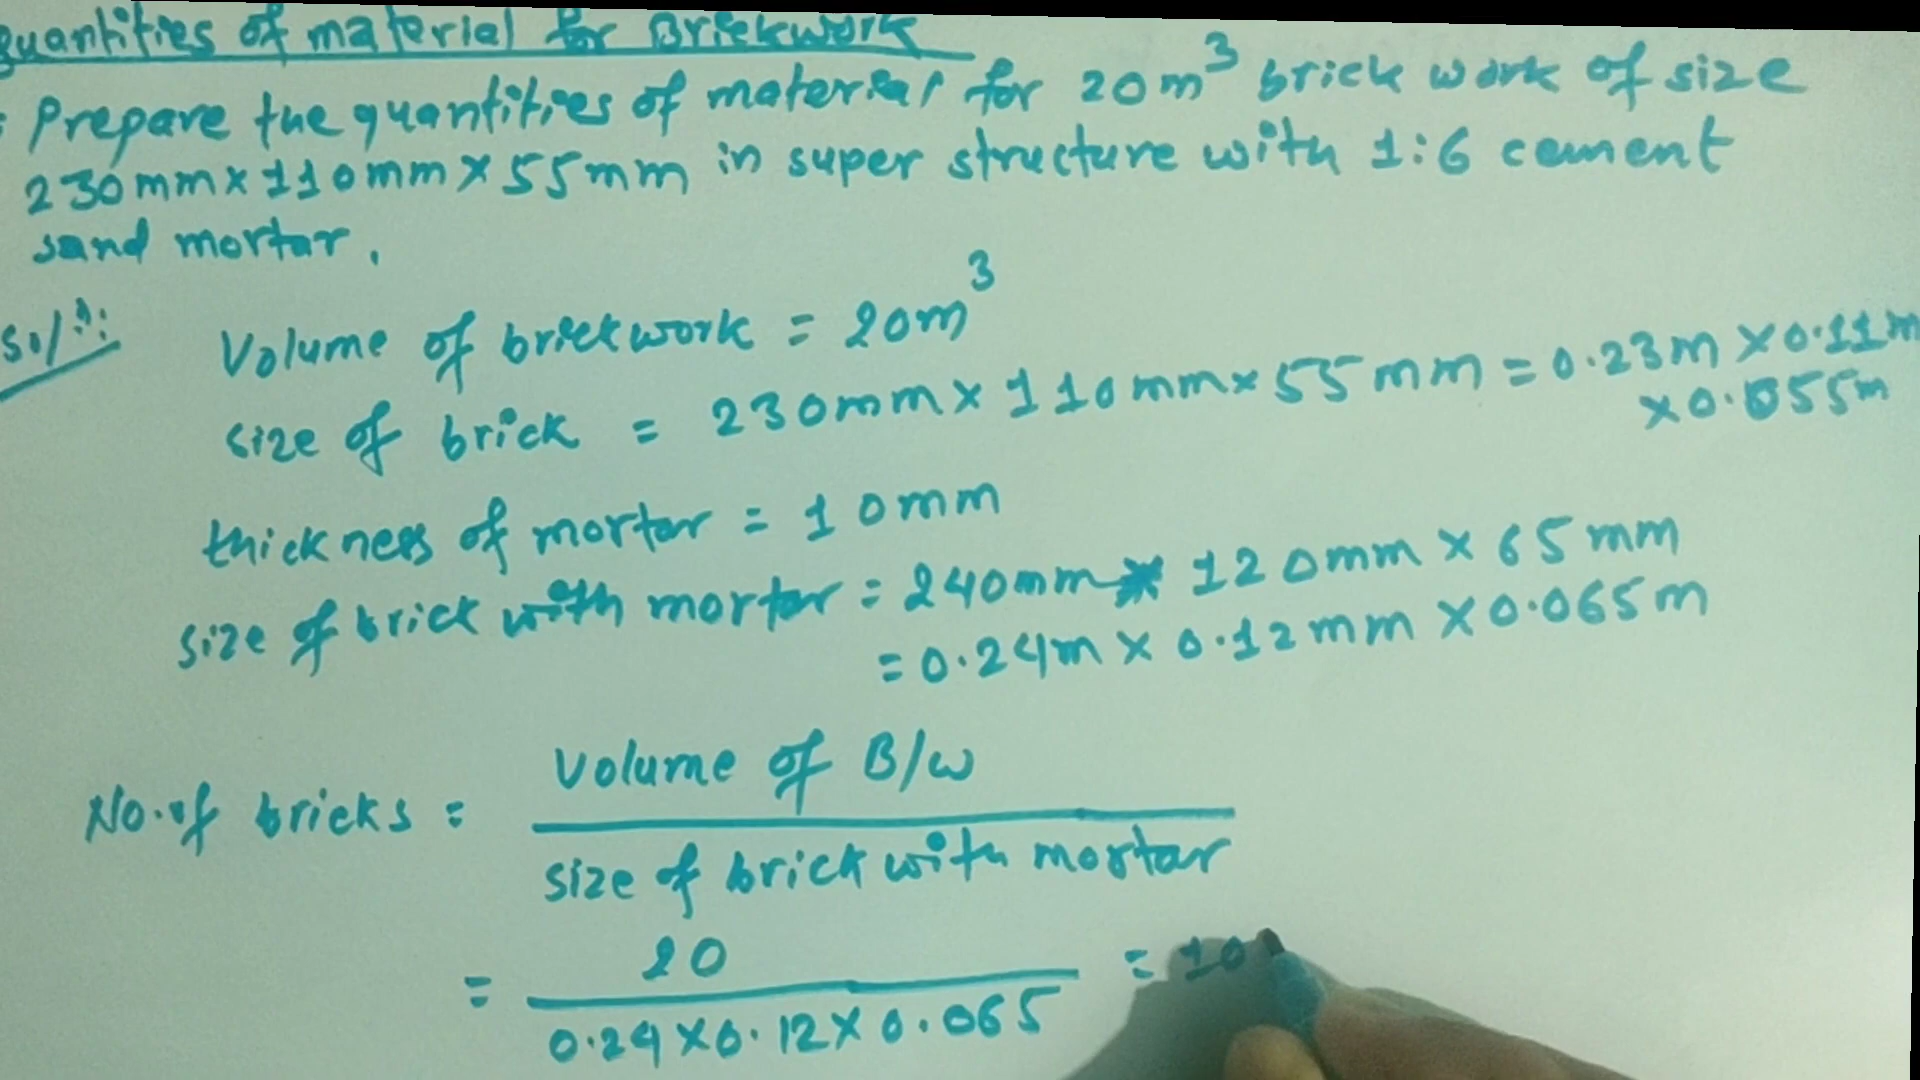 Quantities of material for Brickwork
: Prepare the quantities of material for 20m³ brick work of size
230mm x 110mm x 55mm in super structure with 1:6 cement
sand mortar.
Solⁿ:
Volume of brickwork = 20m³
size of brick = 230mm x 110mm x 55mm = 0.23m x 0.11m
x 0.055m
thickness of mortar = 10mm
size of brick with mortar = 240mm x 120mm x 65mm
= 0.24m x 0.12mm x 0.065m
No. of bricks = Volume of B/w
size of brick with mortar
= 20 = 10
0.24 x 0.12 x 0.065